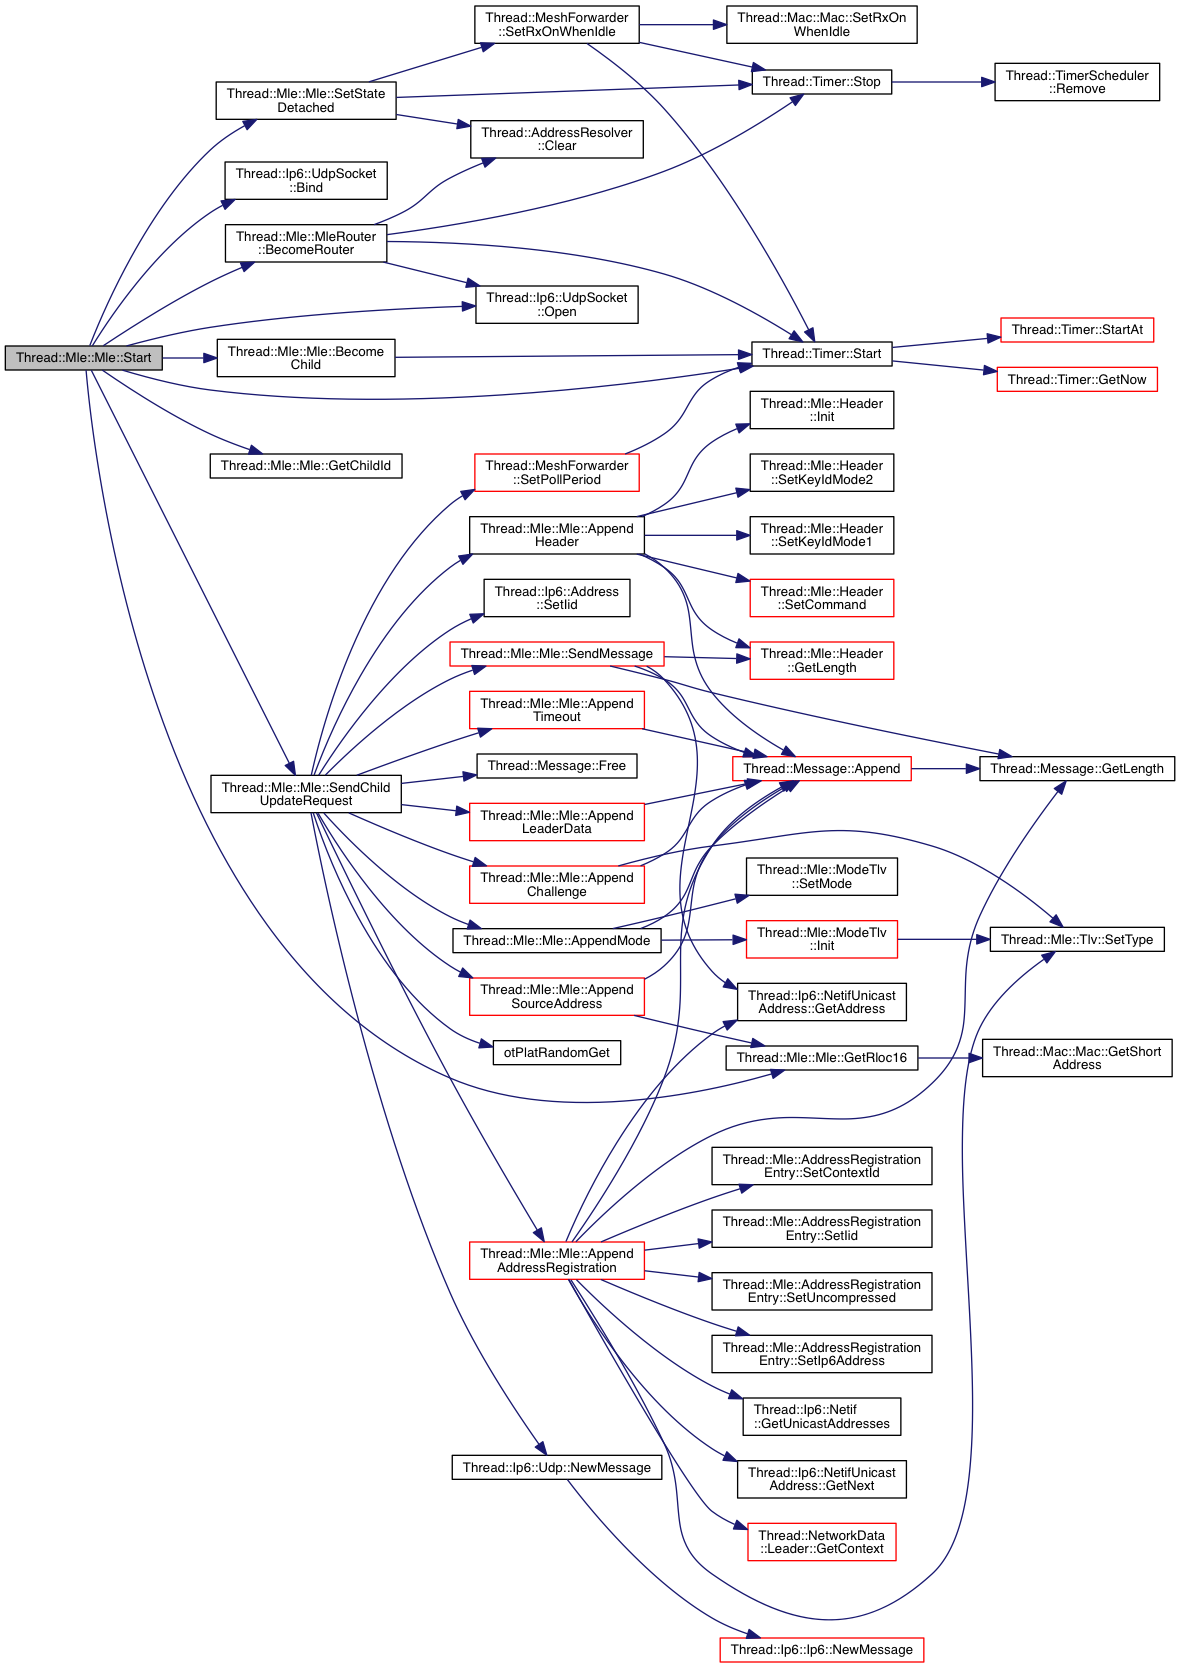 Thread::MeshForwarder
::SetRxOnWhenIdle
Thread::Mac::Mac::SetRxOn
WhenIdle
Thread::Timer::Stop
Thread::TimerScheduler
::Remove
Thread::Mle::Mle::SetState
Detached
Thread::AddressResolver
::Clear
Thread::Ip6::UdpSocket
::Bind
Thread::Mle::MleRouter
::BecomeRouter
Thread::Ip6::UdpSocket
::Open
Thread::Mle::Mle::Start
Thread::Mle::Mle::Become
Child
Thread::Timer::Start
Thread::Timer::StartAt
Thread::Timer::GetNow
Thread::Mle::Header
::Init
Thread::Mle::Mle::GetChildId
Thread::MeshForwarder
::SetPollPeriod
Thread::Mle::Header
::SetKeyIdMode2
Thread::Mle::Mle::Append
Header
Thread::Mle::Header
::SetKeyIdMode1
Thread::Ip6::Address
::SetIid
Thread::Mle::Header
::SetCommand
Thread::Mle::Mle::SendMessage
Thread::Mle::Header
::GetLength
Thread::Mle::Mle::Append
Timeout
Thread::Message::Free
Thread::Message::Append
Thread::Message::GetLength
Thread::Mle::Mle::SendChild
UpdateRequest
Thread::Mle::Mle::Append
LeaderData
Thread::Mle::Mle::Append
Challenge
Thread::Mle::ModeTlv
::SetMode
Thread::Mle::Mle::AppendMode
Thread::Mle::ModeTlv
::Init
Thread::Mle::Tlv::SetType
Thread::Mle::Mle::Append
SourceAddress
Thread::Ip6::NetifUnicast
Address::GetAddress
otPlatRandomGet
Thread::Mle::Mle::GetRloc16
Thread::Mac::Mac::GetShort
Address
Thread::Mle::AddressRegistration
Entry::SetContextId
Thread::Mle::AddressRegistration
Entry::SetIid
Thread::Mle::Mle::Append
AddressRegistration
Thread::Mle::AddressRegistration
Entry::SetUncompressed
Thread::Mle::AddressRegistration
Entry::SetIp6Address
Thread::Ip6::Netif
::GetUnicastAddresses
Thread::Ip6::Udp::NewMessage
Thread::Ip6::NetifUnicast
Address::GetNext
Thread::NetworkData
::Leader::GetContext
Thread::Ip6::Ip6::NewMessage